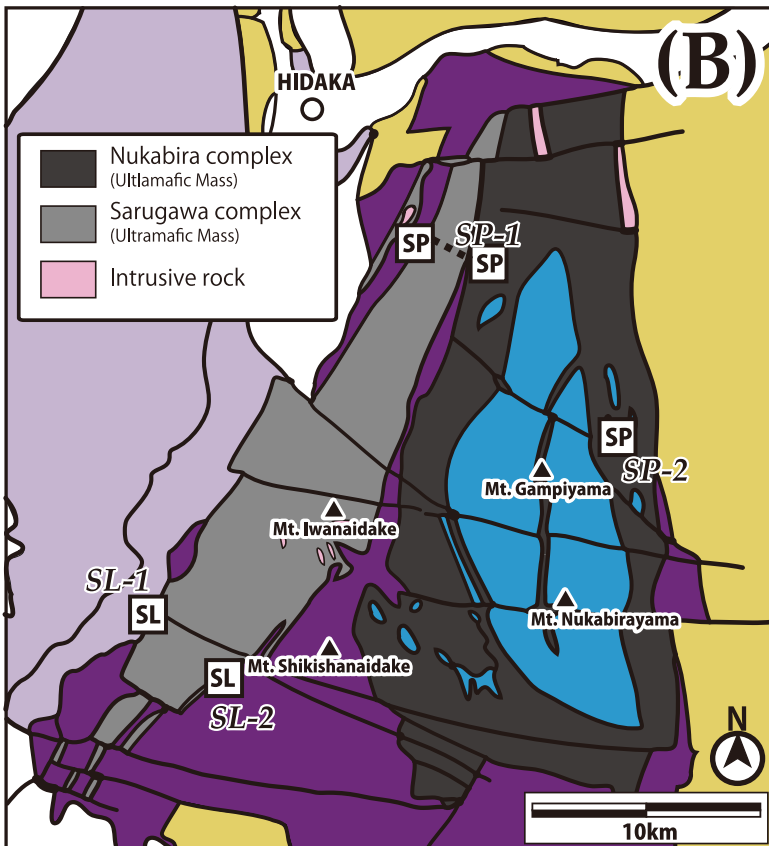 (B)
HIDAKA
Nukabira complex
(Ultlamafic Mass)
Sarugawa complex
(Ultramafic Mass)
Intrusive rock
SP
SP-1
SP
SP
SP-2
Mt. Gampiyama
Mt. Iwanaidake
SL-1
SL
Mt. Nukabirayama
Mt. Shikishanaidake
SL
SL-2
N
10km